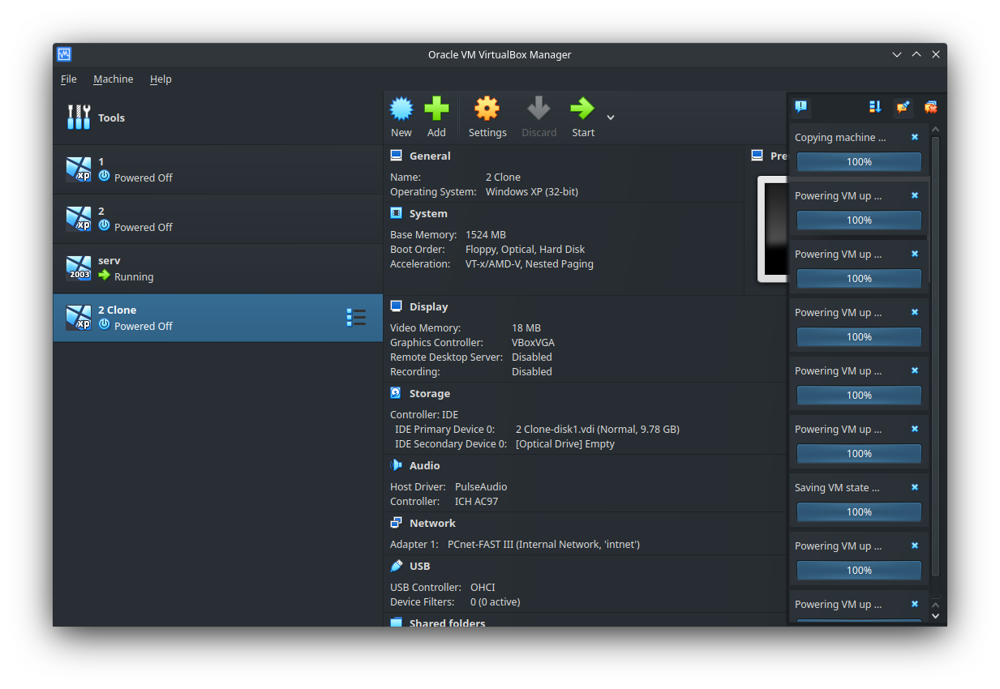 Oracle VM VirtualBox Manager
File Machine Help
Tools
1
Powered Off
2
Powered Off
serv
Running
2 Clone
Powered Off
xp
xp
2003
xp
New Add Settings Discard Start
General
Name: 2 Clone
Operating System: Windows XP (32-bit)
System
Base Memory: 1524 MB
Boot Order: Floppy, Optical, Hard Disk
Acceleration: VT-x/AMD-V, Nested Paging
Pre
Display
Video Memory: 18 MB
Graphics Controller: VBoxVGA
Remote Desktop Server: Disabled
Recording: Disabled
Storage
Controller: IDE
IDE Primary Device 0: 2 Clone-disk1.vdi (Normal, 9.78 GB)
IDE Secondary Device 0: [Optical Drive] Empty
Audio
Host Driver: PulseAudio
Controller: ICH AC97
Network
Adapter 1: PCnet-FAST III (Internal Network, 'intnet')
USB
USB Controller: OHCI
Device Filters: 0 (0 active)
Shared folders
Copying machine ...
100%
Powering VM up ...
100%
Powering VM up ...
100%
Powering VM up ...
100%
Powering VM up ...
100%
Powering VM up ...
100%
Saving VM state ...
100%
Powering VM up ...
100%
Powering VM up ...